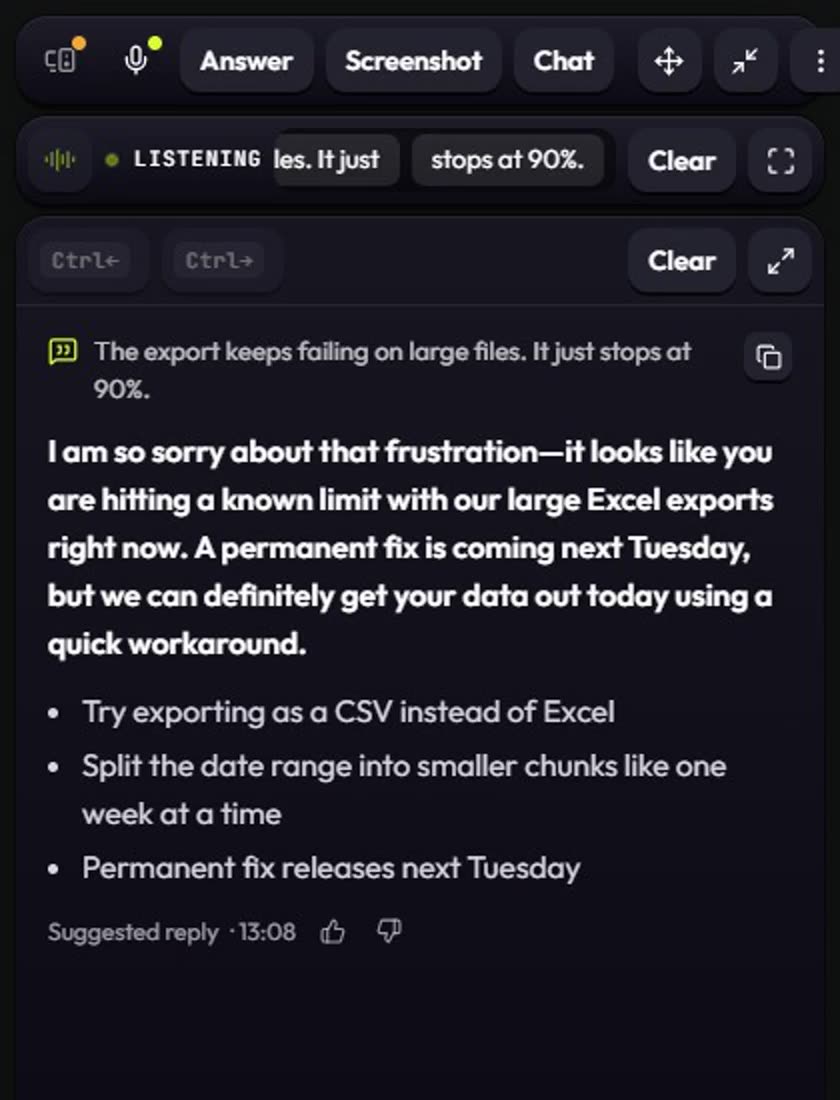 Answer Screenshot Chat
LISTENING les. It just stops at 90%. Clear
Ctrl← Ctrl→ Clear
The export keeps failing on large files. It just stops at
90%.
I am so sorry about that frustration—it looks like you
are hitting a known limit with our large Excel exports
right now. A permanent fix is coming next Tuesday,
but we can definitely get your data out today using a
quick workaround.
• Try exporting as a CSV instead of Excel
• Split the date range into smaller chunks like one
week at a time
• Permanent fix releases next Tuesday
Suggested reply · 13:08